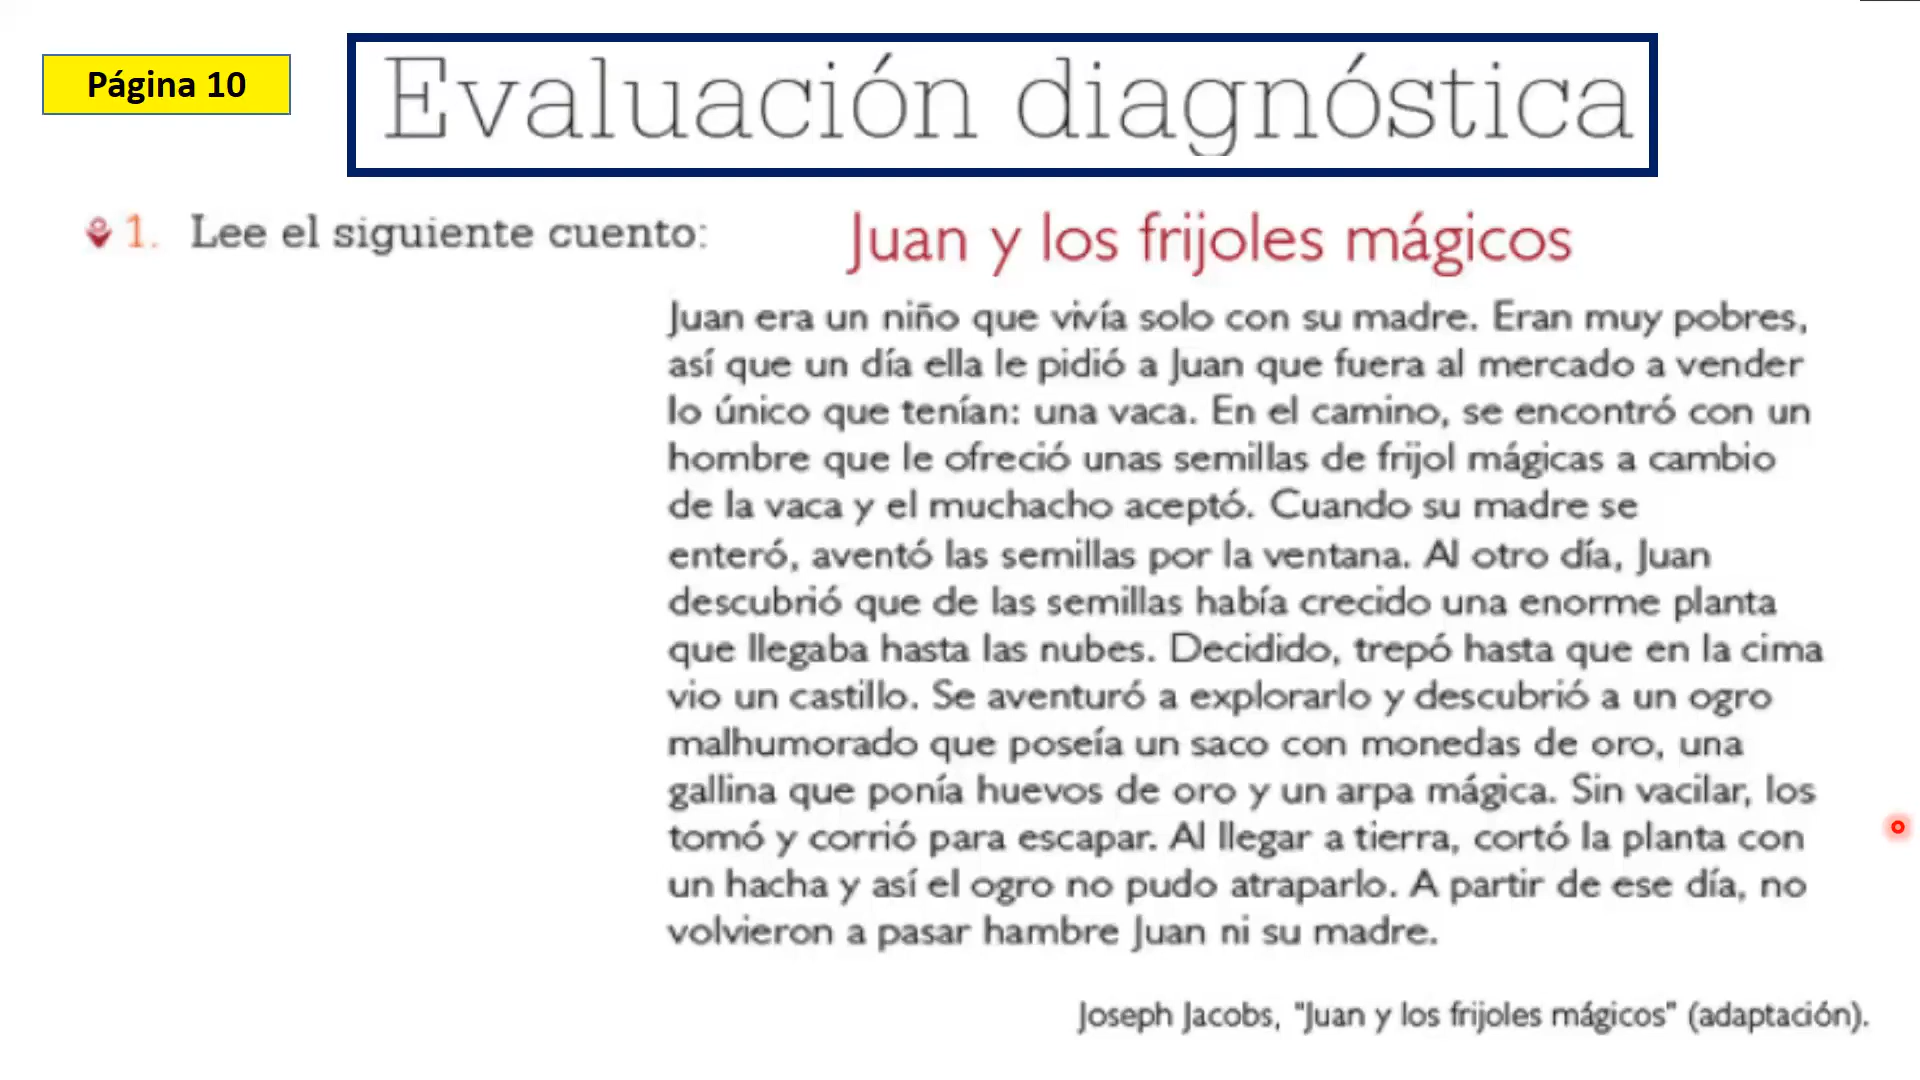 Página 10
Evaluación diagnóstica
1. Lee el siguiente cuento:
Juan y los frijoles mágicos
Juan era un niño que vivía solo con su madre. Eran muy pobres,
así que un día ella le pidió a Juan que fuera al mercado a vender
lo único que tenían: una vaca. En el camino, se encontró con un
hombre que le ofreció unas semillas de frijol mágicas a cambio
de la vaca y el muchacho aceptó. Cuando su madre se
enteró, aventó las semillas por la ventana. Al otro día, Juan
descubrió que de las semillas había crecido una enorme planta
que llegaba hasta las nubes. Decidido, trepó hasta que en la cima
vio un castillo. Se aventuró a explorarlo y descubrió a un ogro
malhumorado que poseía un saco con monedas de oro, una
gallina que ponía huevos de oro y un arpa mágica. Sin vacilar, los
tomó y corrió para escapar. Al llegar a tierra, cortó la planta con
un hacha y así el ogro no pudo atraparlo. A partir de ese día, no
volvieron a pasar hambre Juan ni su madre.
Joseph Jacobs, "Juan y los frijoles mágicos" (adaptación).